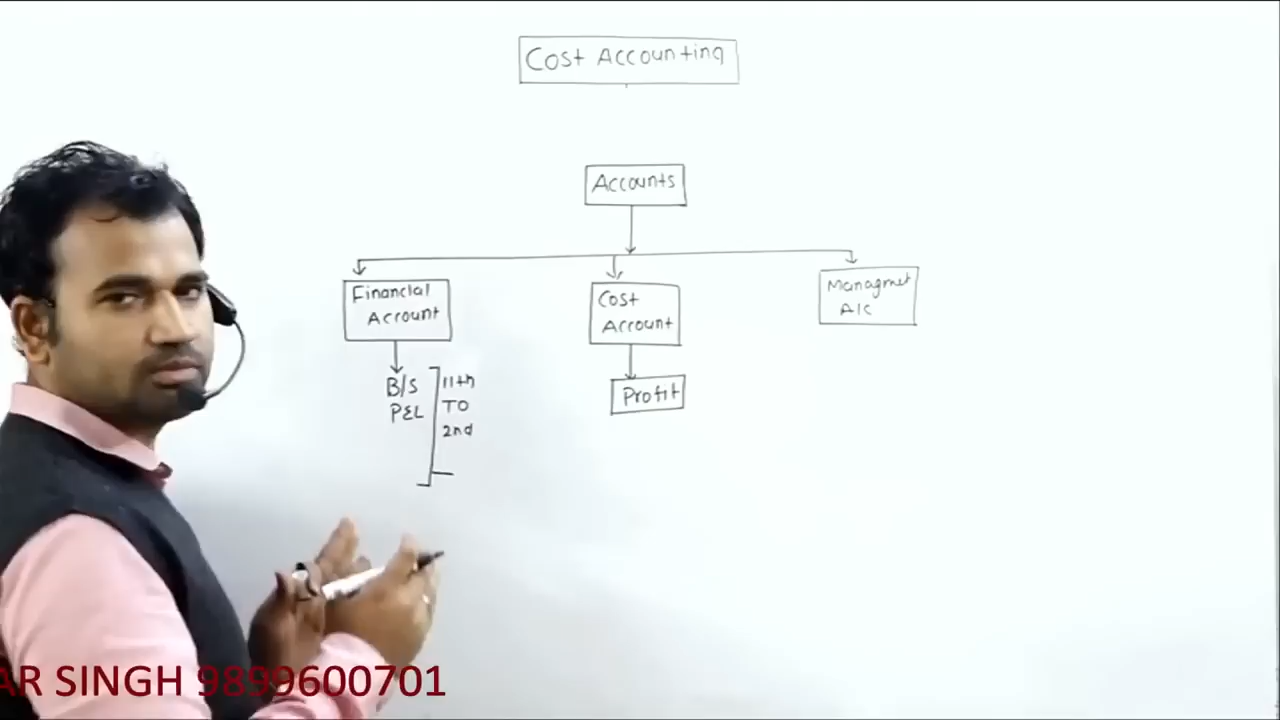 Cost Accounting
Accounts
Financial
Account
Cost
Account
Managmet
A/C
B/S
P&L
11th
TO
2nd
Profit
AR SINGH 9899600701